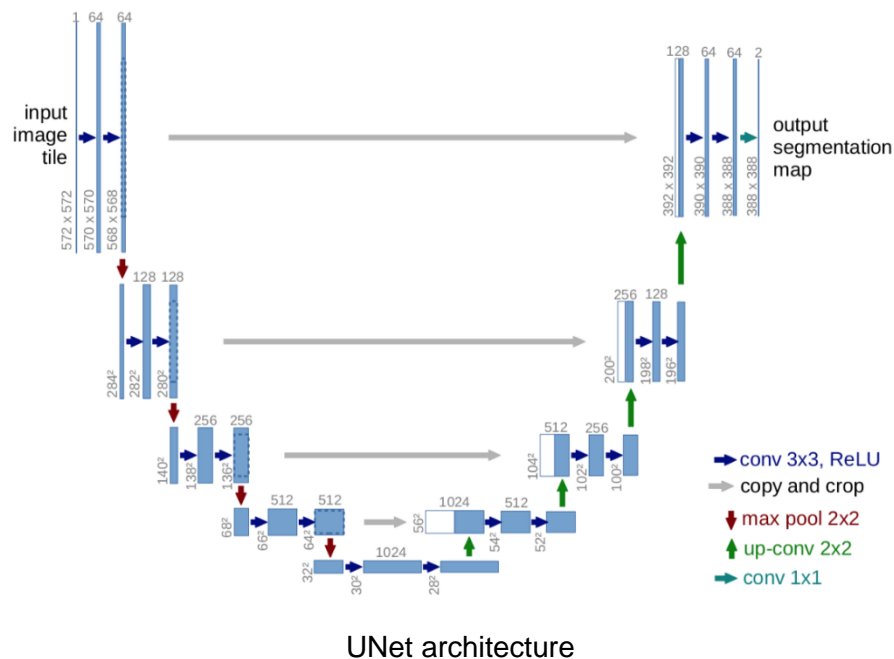 1 64 64
128 64 64 2
input
image
tile
output
segmentation
map
572 x 572
570 x 570
568 x 568
392 x 392
390 x 390
388 x 388
388 x 388
128 128
256 128
284²
282²
280²
200²
198²
196²
256 256
512 256
140²
138²
136²
104²
102²
100²
512 512
1024 512
68²
66²
64²
56²
54²
52²
1024
32²
30²
28²
conv 3x3, ReLU
copy and crop
max pool 2x2
up-conv 2x2
conv 1x1
UNet architecture